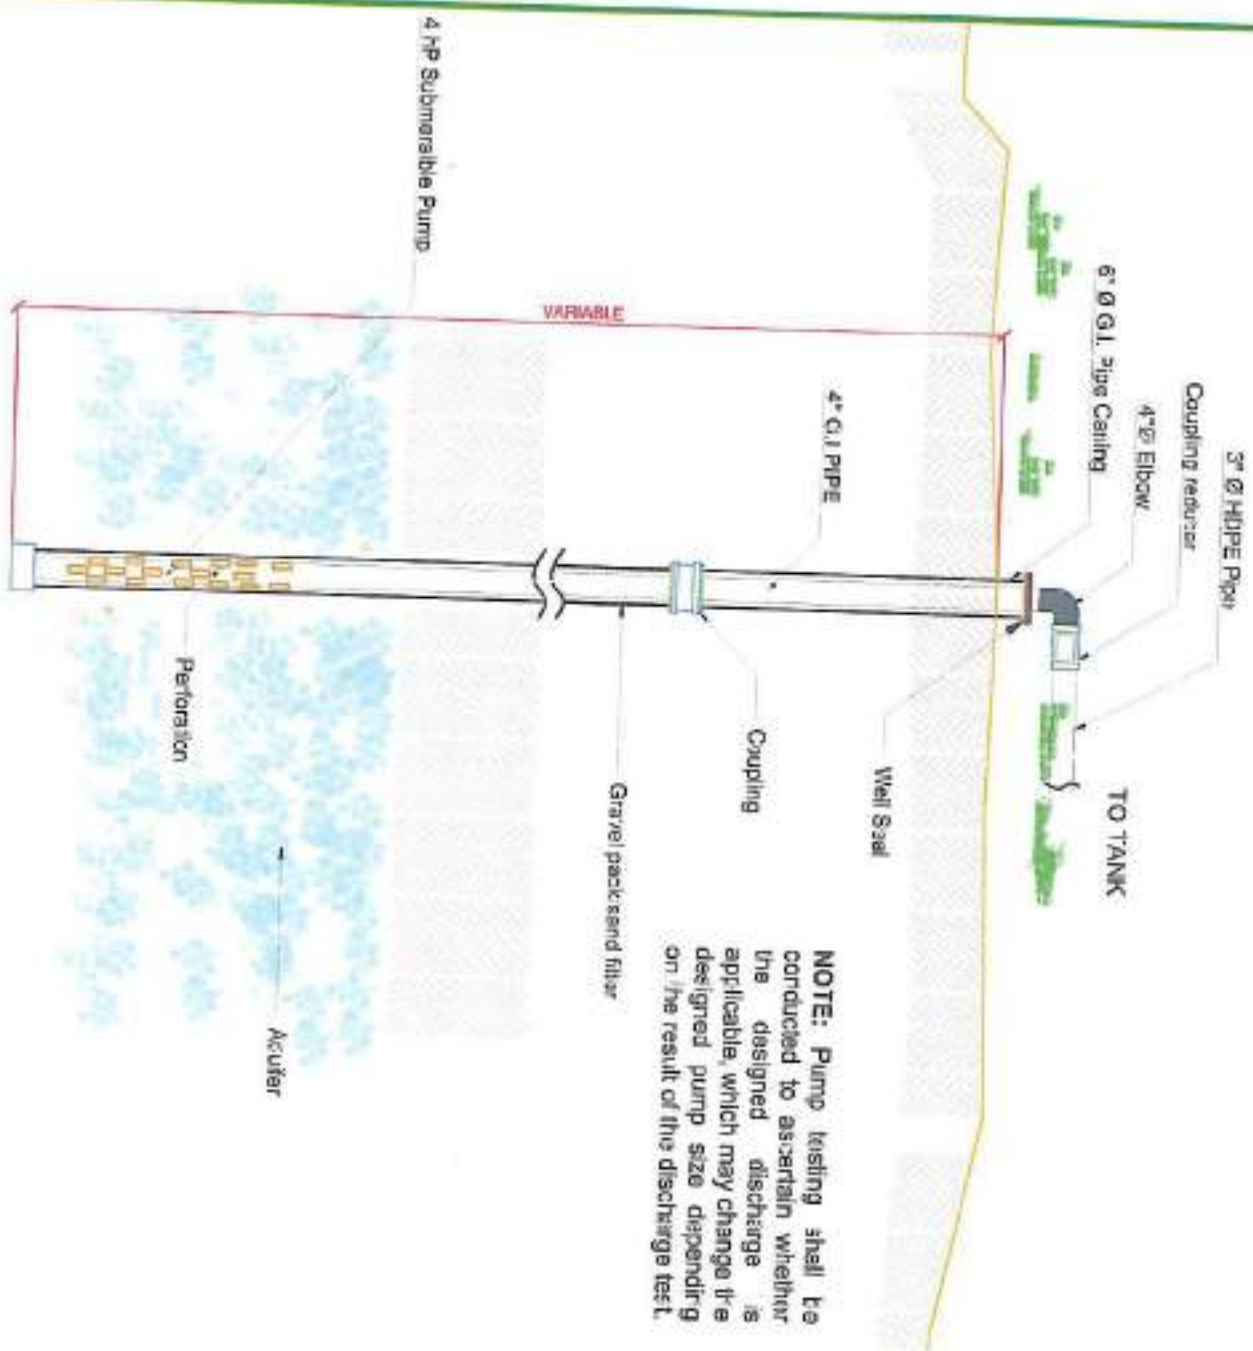 3" Ø HDPE Pipe
Coupling reducer
4" Ø Elbow
6" Ø G.I. Pipe Casing
TO TANK
Well Seal
4" G.I PIPE
Coupling
VARIABLE
Gravel pack sand filter
4 HP Submersible Pump
Perforation
Aquifer
NOTE: Pump testing shall be
conducted to ascertain whether
the designed discharge is
applicable, which may change the
designed pump size depending
on the result of the discharge test.